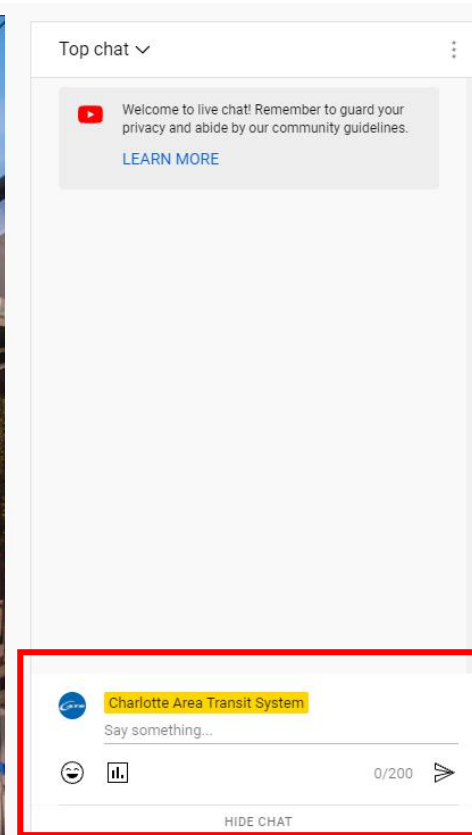 Top chat
Welcome to live chat! Remember to guard your
privacy and abide by our community guidelines.
LEARN MORE
Charlotte Area Transit System
Say something...
0/200
HIDE CHAT